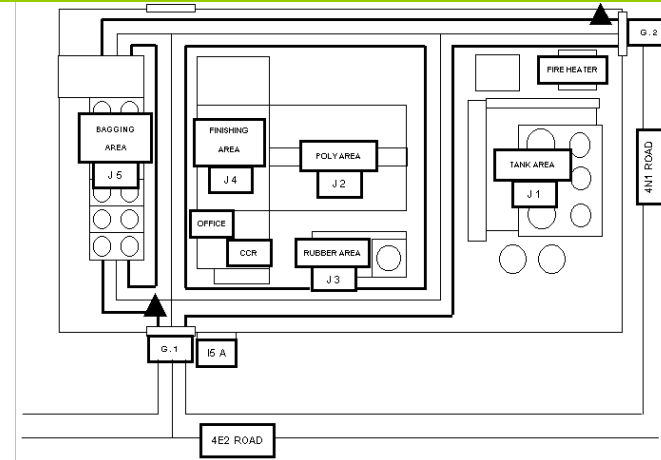 G.2
FIRE HEATER
BAGGING
AREA
J 5
FINISHING
AREA
J 4
POLY AREA
J 2
TANK AREA
J 1
4N1 ROAD
OFFICE
CCR
RUBBER AREA
J 3
G.1
I5 A
4E2 ROAD